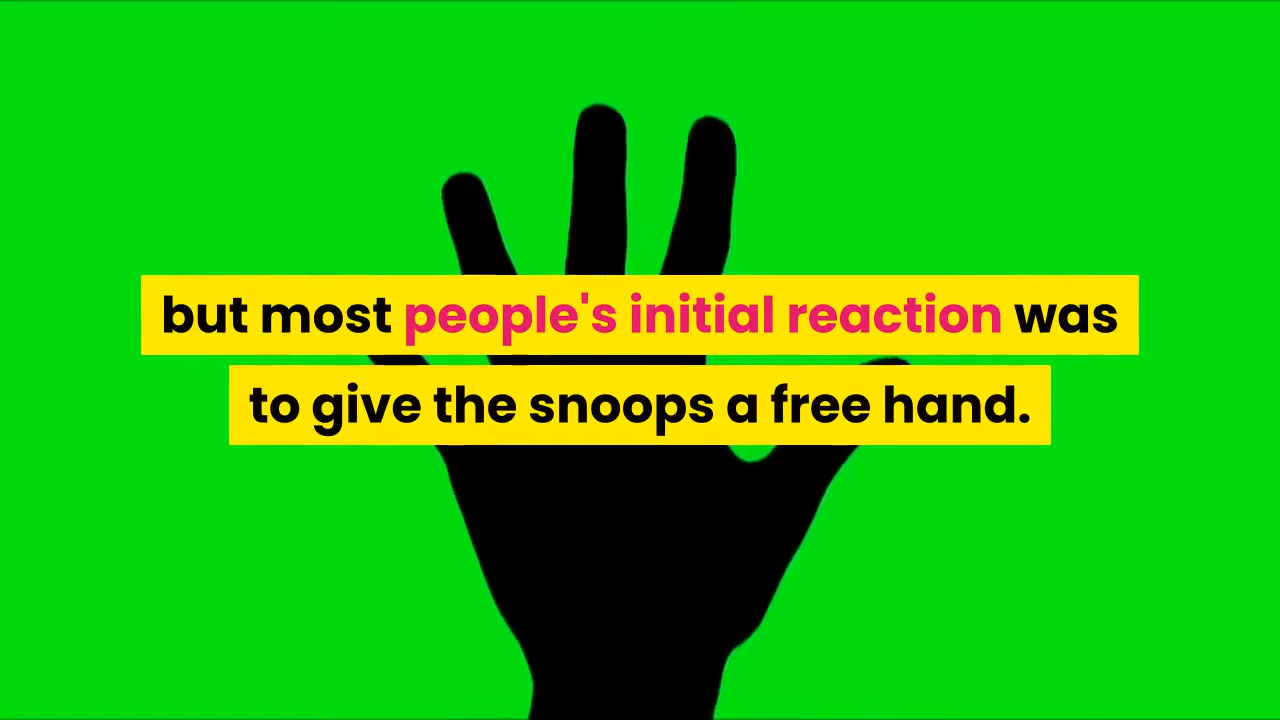 but most people's initial reaction was
to give the snoops a free hand.